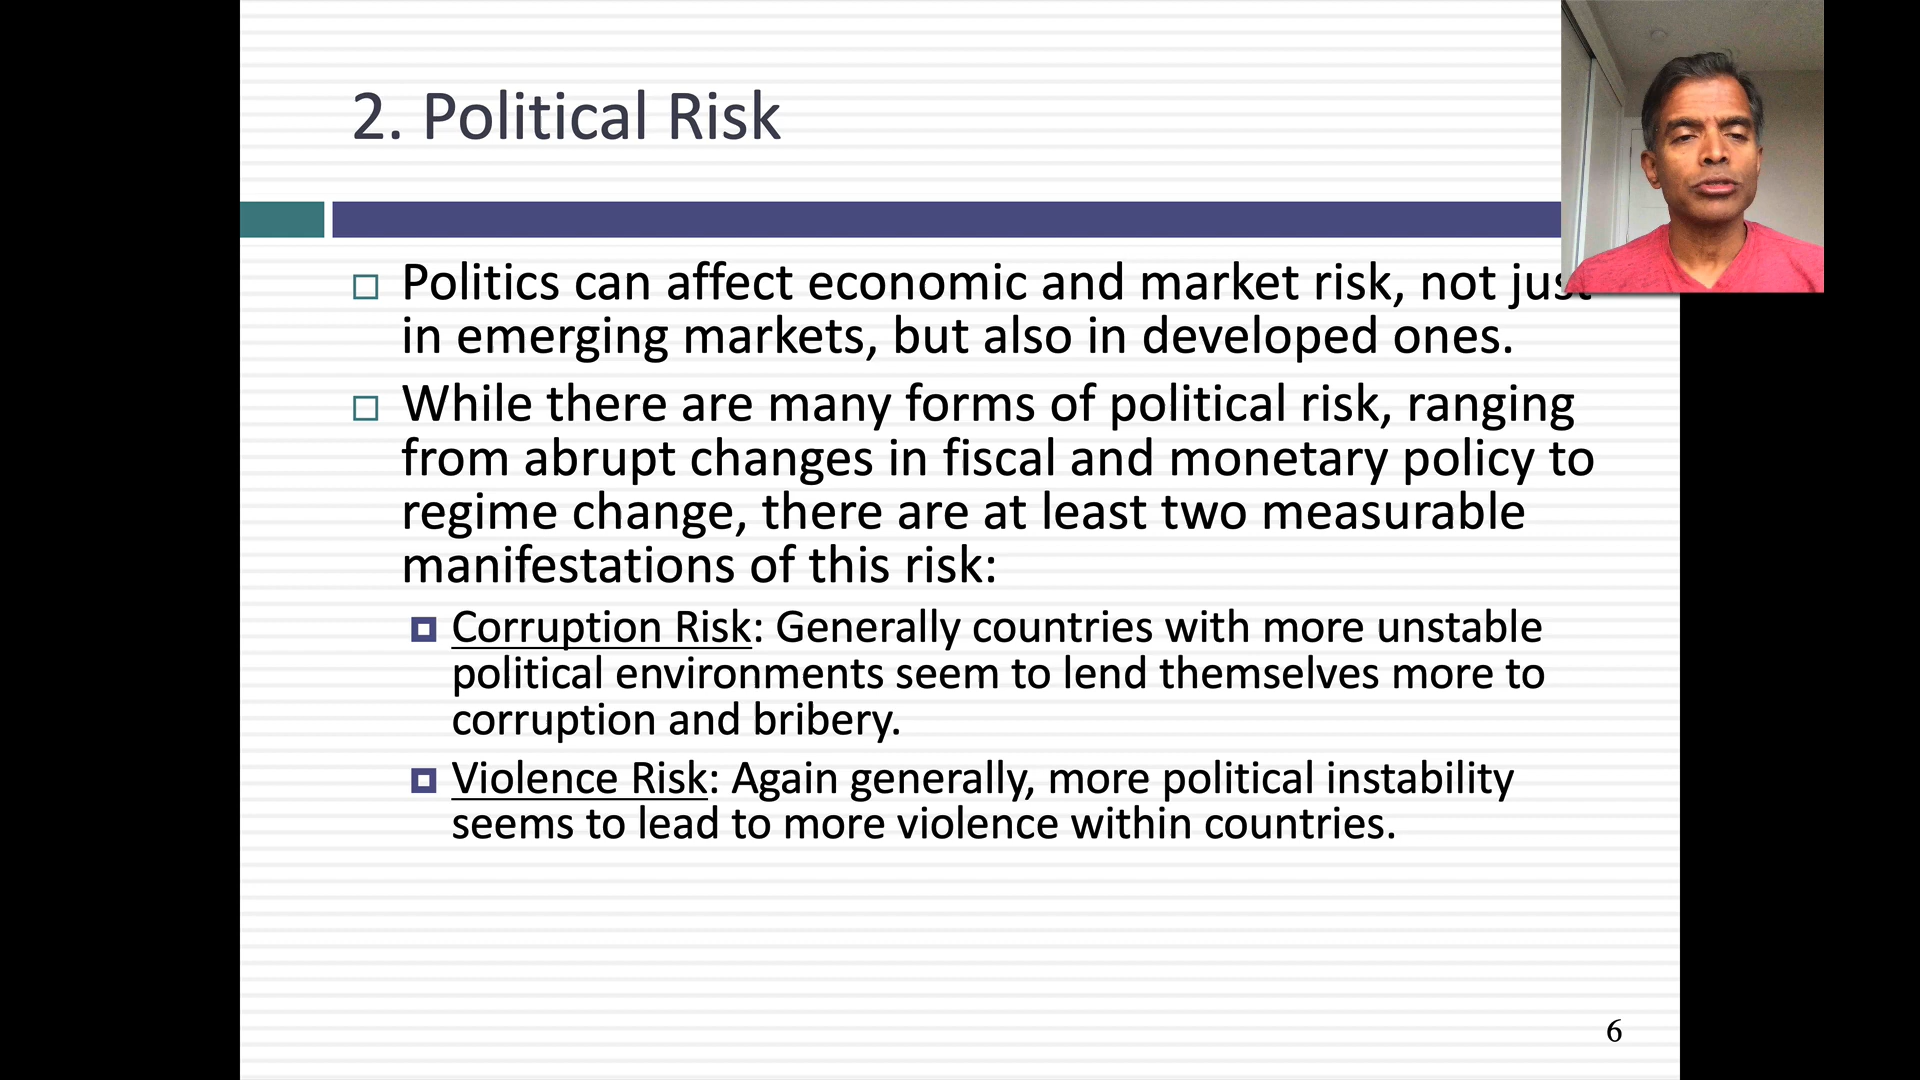 2. Political Risk
Politics can affect economic and market risk, not just
in emerging markets, but also in developed ones.
While there are many forms of political risk, ranging
from abrupt changes in fiscal and monetary policy to
regime change, there are at least two measurable
manifestations of this risk:
Corruption Risk: Generally countries with more unstable
political environments seem to lend themselves more to
corruption and bribery.
Violence Risk: Again generally, more political instability
seems to lead to more violence within countries.
6